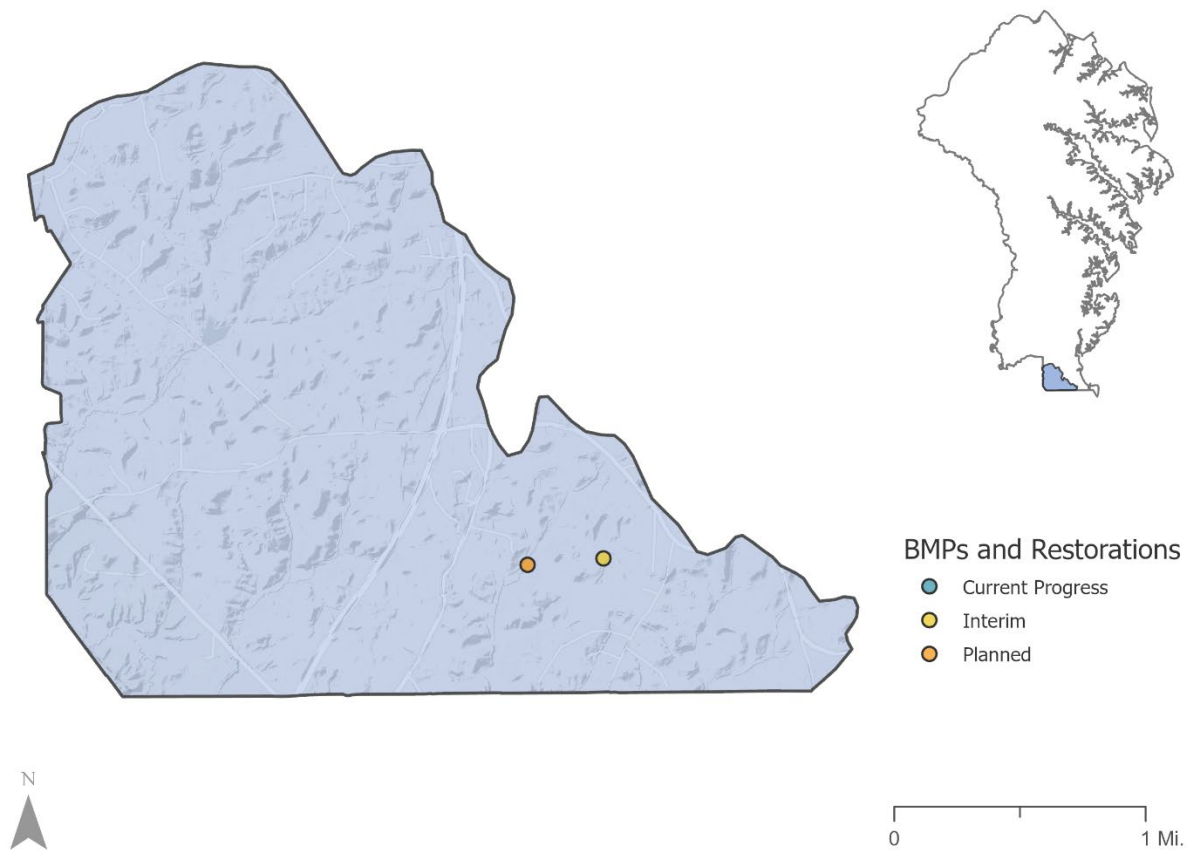 BMPs and Restorations
Current Progress
Interim
Planned
N
0 1 Mi.